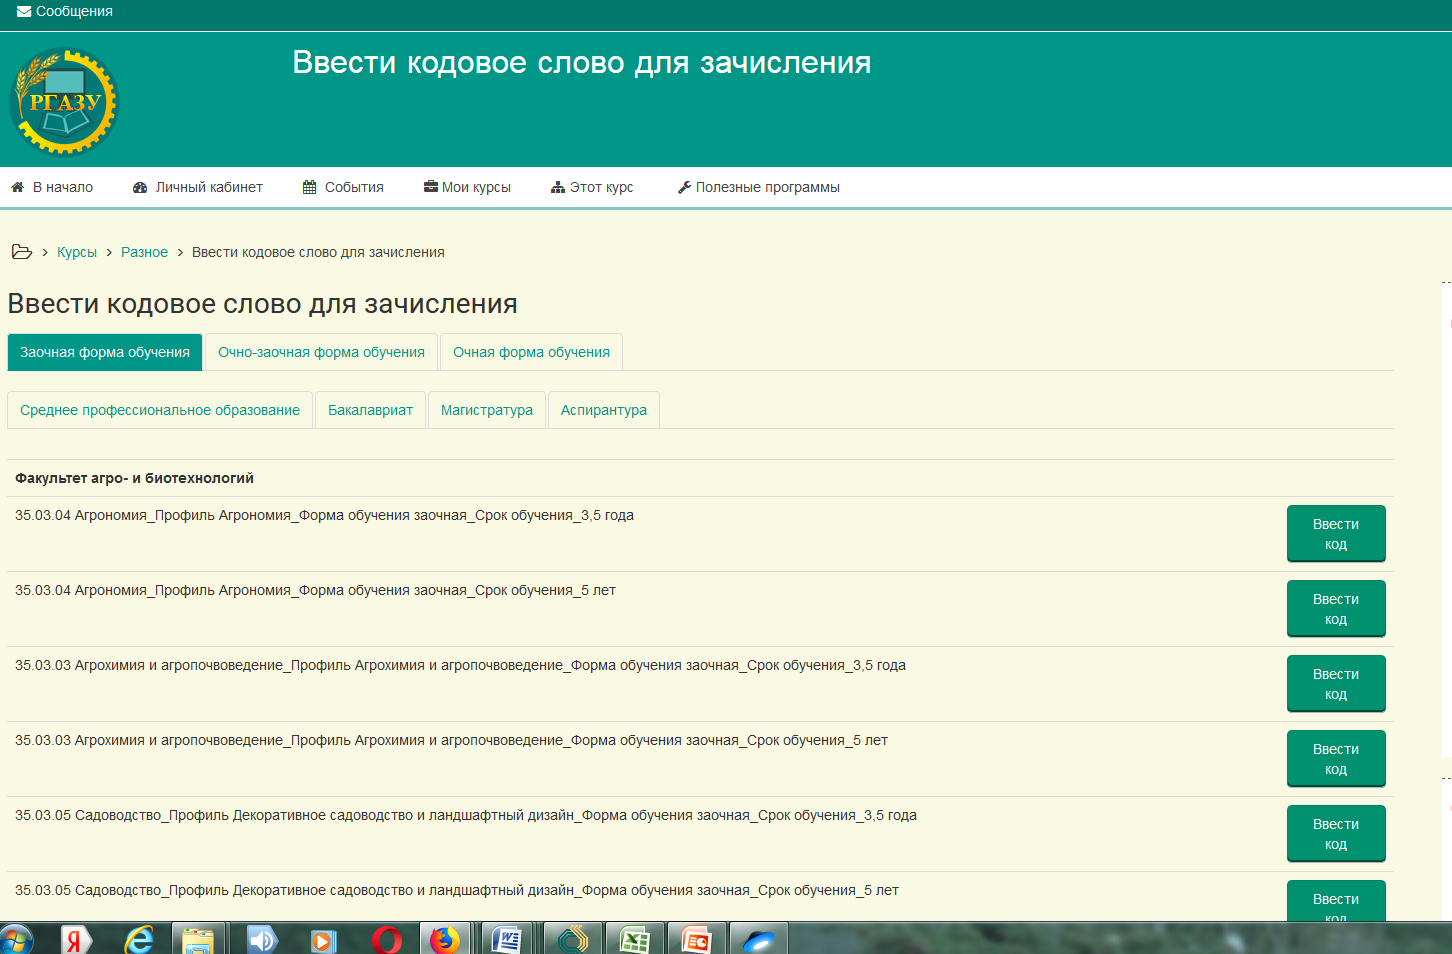 Сообщения
РГАЗУ
Ввести кодовое слово для зачисления
В начало
Личный кабинет
События
Мои курсы
Этот курс
Полезные программы
Курсы > Разное > Ввести кодовое слово для зачисления
Ввести кодовое слово для зачисления
Заочная форма обучения
Очно-заочная форма обучения
Очная форма обучения
Среднее профессиональное образование
Бакалавриат
Магистратура
Аспирантура
Факультет агро- и биотехнологий
35.03.04 Агрономия_Профиль Агрономия_Форма обучения заочная_Срок обучения_3,5 года
Ввести
код
35.03.04 Агрономия_Профиль Агрономия_Форма обучения заочная_Срок обучения_5 лет
Ввести
код
35.03.03 Агрохимия и агропочвоведение_Профиль Агрохимия и агропочвоведение_Форма обучения заочная_Срок обучения_3,5 года
Ввести
код
35.03.03 Агрохимия и агропочвоведение_Профиль Агрохимия и агропочвоведение_Форма обучения заочная_Срок обучения_5 лет
Ввести
код
35.03.05 Садоводство_Профиль Декоративное садоводство и ландшафтный дизайн_Форма обучения заочная_Срок обучения_3,5 года
Ввести
код
35.03.05 Садоводство_Профиль Декоративное садоводство и ландшафтный дизайн_Форма обучения заочная_Срок обучения_5 лет
Ввести
код